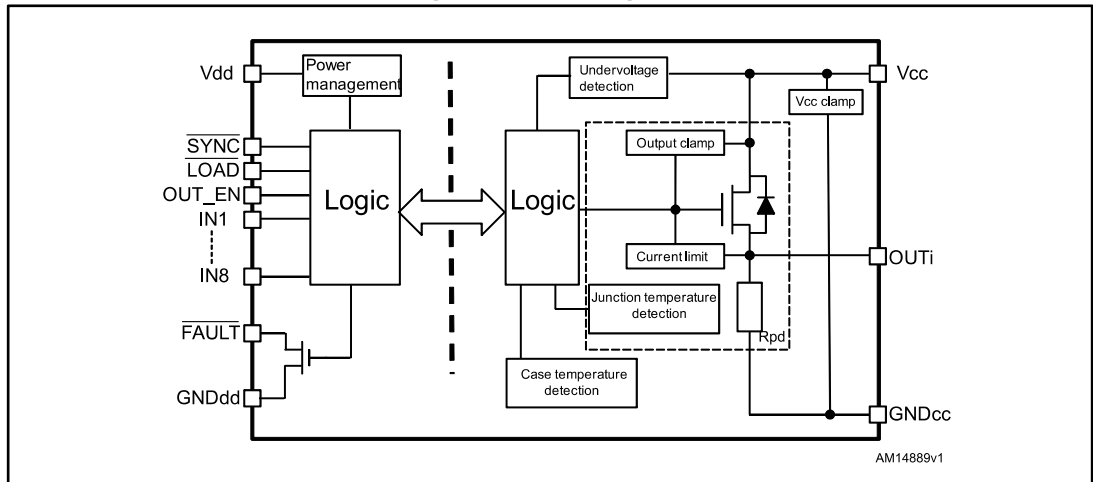 Vdd
Power
management
SYNC
LOAD
OUT_EN
IN1
IN8
FAULT
GNDdd
Logic
Logic
Undervoltage
detection
Vcc
Vcc clamp
Output clamp
Current limit
OUTi
Junction temperature
detection
Rpd
Case temperature
detection
GNDcc
AM14889v1